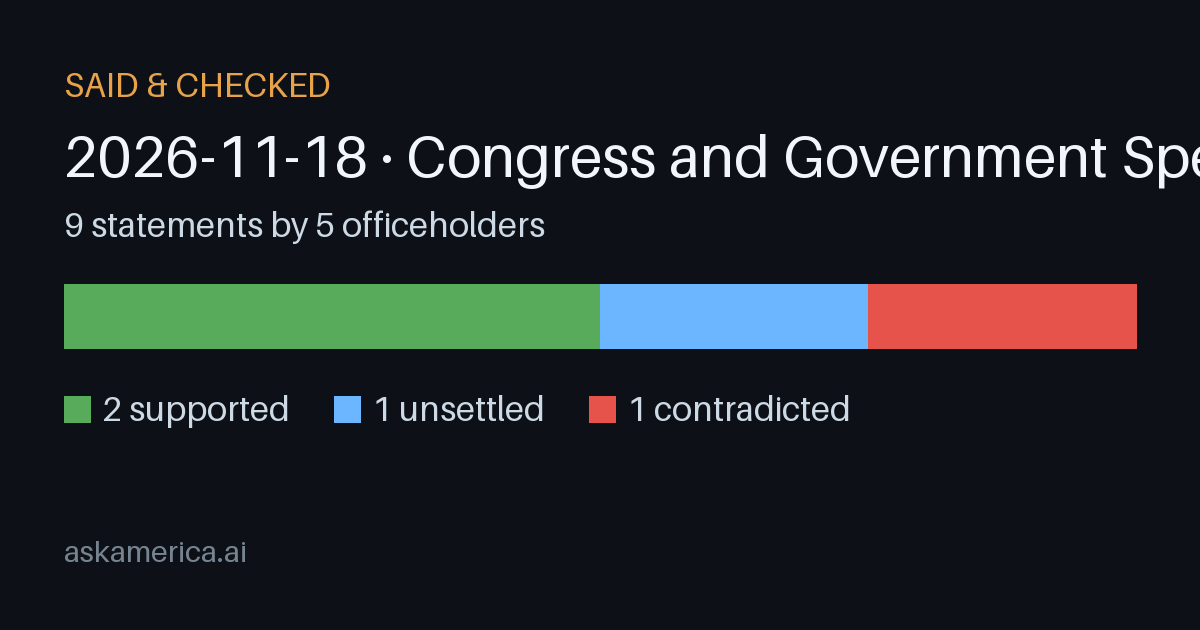 SAID & CHECKED
2026-11-18 · Congress and Government Spe
9 statements by 5 officeholders
2 supported
1 unsettled
1 contradicted
askamerica.ai